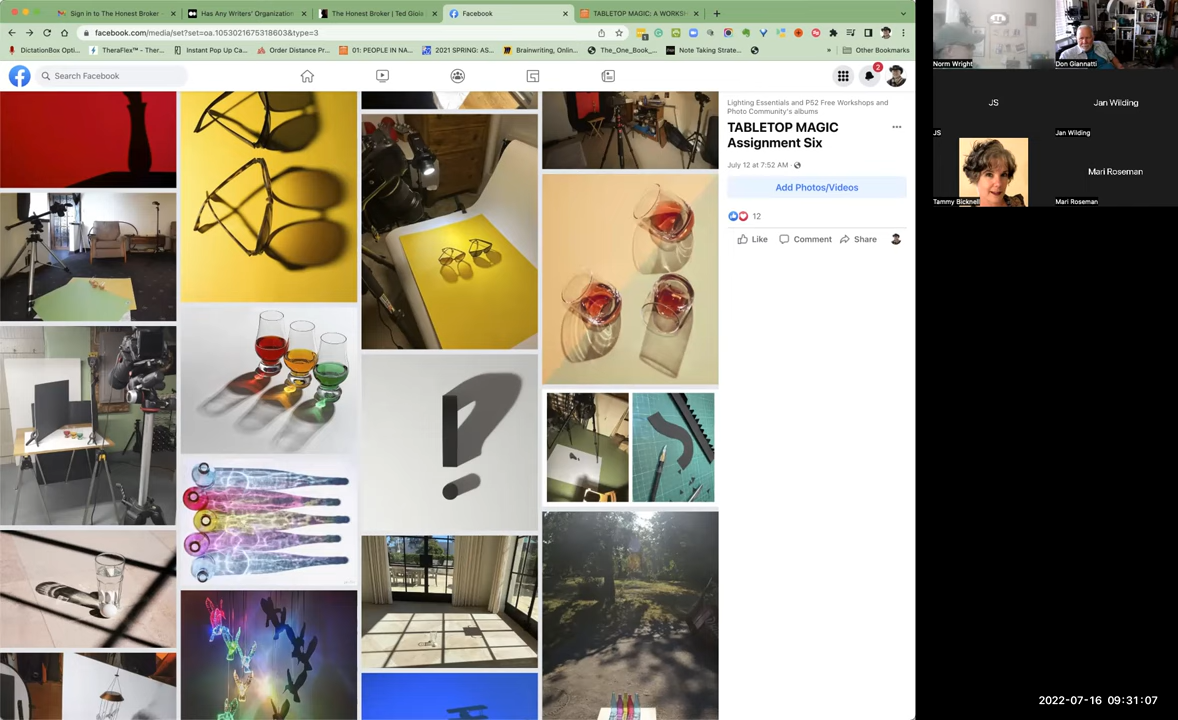 Sign in to The Honest Broker -
Has Any Writers' Organization
The Honest Broker | Ted Gioia
Facebook
TABLETOP MAGIC: A WORKSH
facebook.com/media/set?set=oa.1053021675318603&type=3
DictationBox Opti...
TheraFlex™ - Ther...
Instant Pop Up Ca...
Order Distance Pr...
01: PEOPLE IN NA...
2021 SPRING: AS...
Brainwriting, Onlin...
The_One_Book_...
Note Taking Strate...
»
Other Bookmarks
Search Facebook
2
Lighting Essentials and P52 Free Workshops and
Photo Community's albums
TABLETOP MAGIC
Assignment Six
July 12 at 7:52 AM ·
Add Photos/Videos
12
Like
Comment
Share
Norm Wright
Don Giannatti
JS
Jan Wilding
JS
Jan Wilding
Mari Roseman
Tammy Bicknell
Mari Roseman
2022-07-16 09:31:07